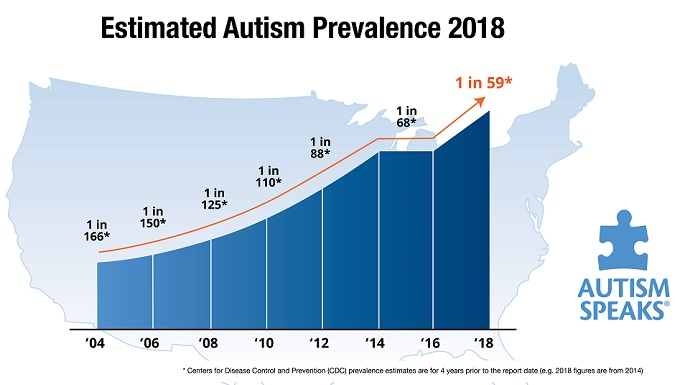 Estimated Autism Prevalence 2018
1 in 59*
1 in
68*
1 in
88*
1 in
110*
1 in
125*
1 in
150*
1 in
166*
AUTISM
SPEAKS®
‘04 ‘06 ‘08 ‘10 ‘12 ‘14 ‘16 ‘18
* Centers for Disease Control and Prevention (CDC) prevalence estimates are for 4 years prior to the report date (e.g. 2018 figures are from 2014)